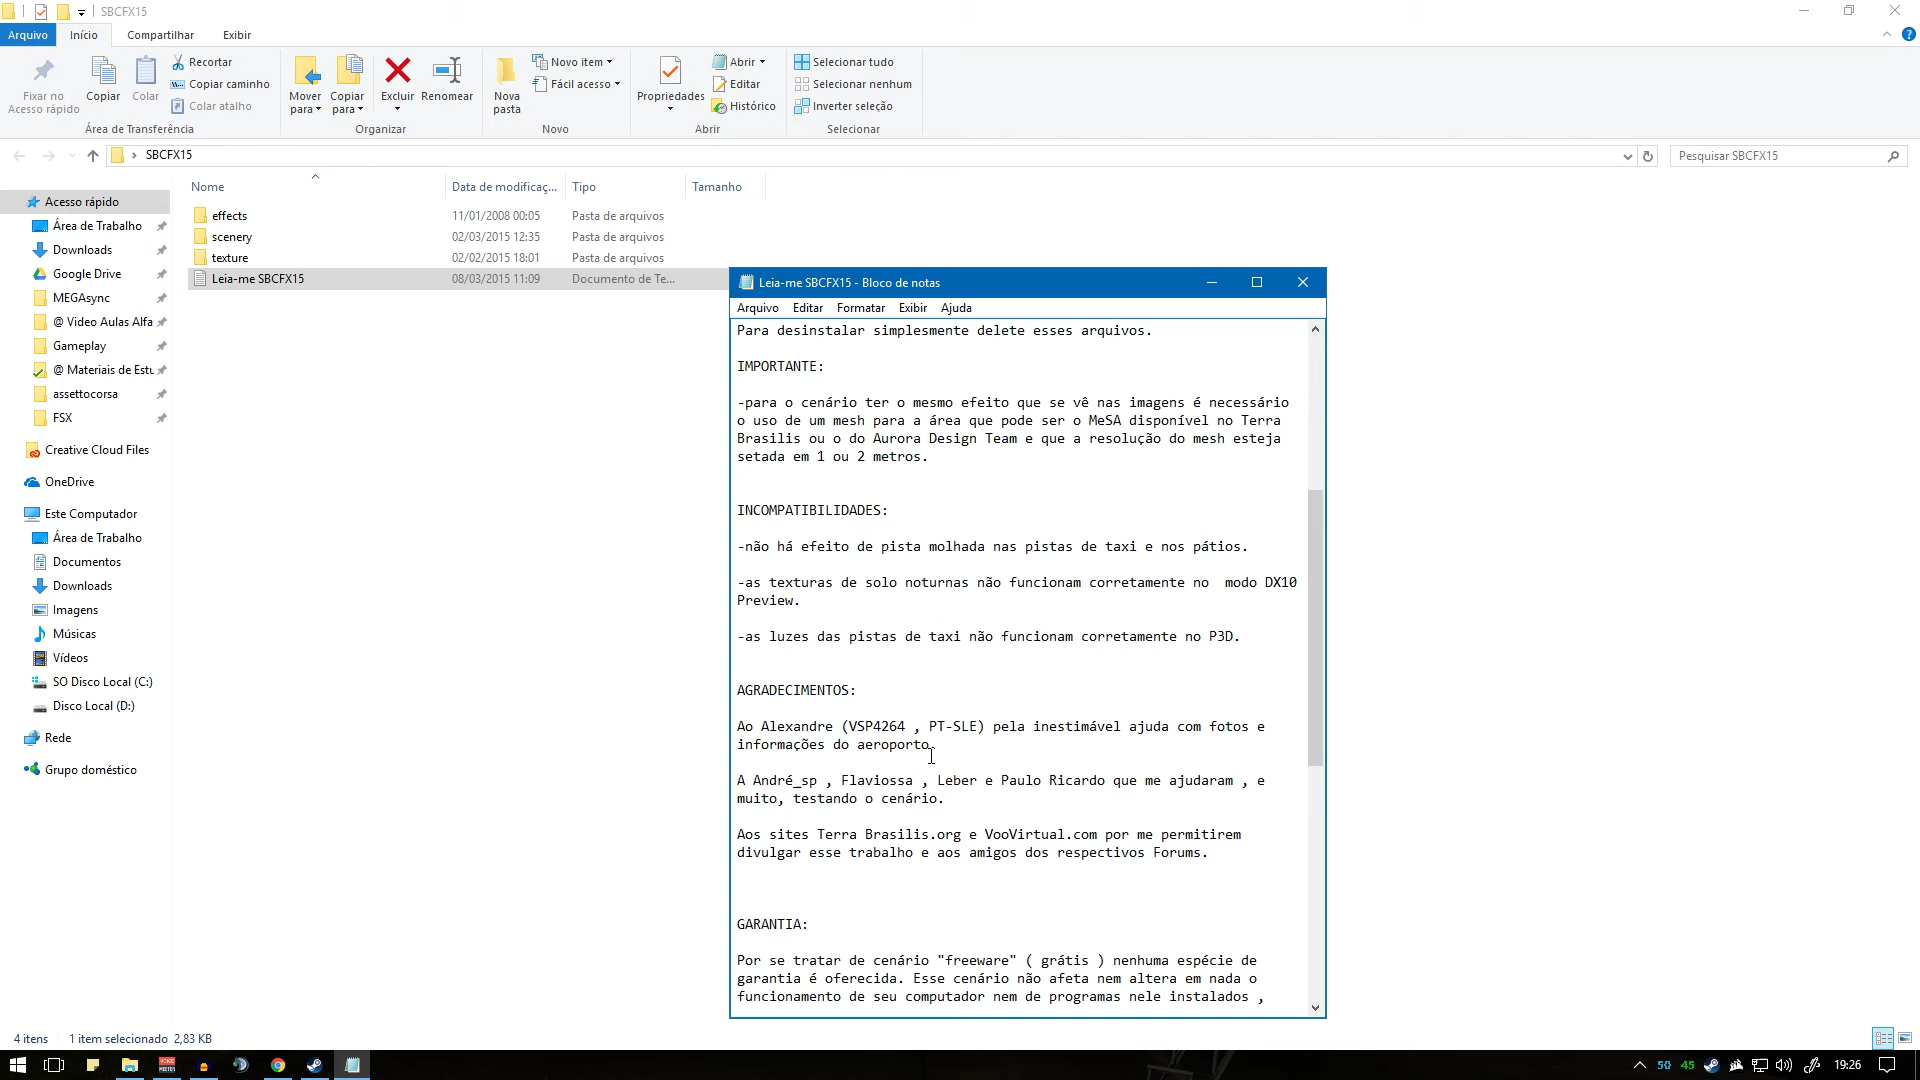 SBCFX15
Arquivo Início Compartilhar Exibir
Fixar no Acesso rápido
Copiar
Colar
Recortar
Copiar caminho
Colar atalho
Área de Transferência
Mover para
Copiar para
Excluir
Renomear
Organizar
Nova pasta
Novo item
Fácil acesso
Novo
Propriedades
Abrir
Editar
Histórico
Abrir
Selecionar tudo
Selecionar nenhum
Inverter seleção
Selecionar
SBCFX15
Pesquisar SBCFX15
Nome Data de modificaç... Tipo Tamanho
effects 11/01/2008 00:05 Pasta de arquivos
scenery 02/03/2015 12:35 Pasta de arquivos
texture 02/02/2015 18:01 Pasta de arquivos
Leia-me SBCFX15 08/03/2015 11:09 Documento de Te...
Acesso rápido
Área de Trabalho
Downloads
Google Drive
MEGAsync
@ Video Aulas Alfa
Gameplay
@ Materiais de Estu
assettocorsa
FSX
Creative Cloud Files
OneDrive
Este Computador
Área de Trabalho
Documentos
Downloads
Imagens
Músicas
Vídeos
SO Disco Local (C:)
Disco Local (D:)
Rede
Grupo doméstico
Leia-me SBCFX15 - Bloco de notas
Arquivo Editar Formatar Exibir Ajuda
Para desinstalar simplesmente delete esses arquivos.
IMPORTANTE:
-para o cenário ter o mesmo efeito que se vê nas imagens é necessário
o uso de um mesh para a área que pode ser o MeSA disponível no Terra
Brasilis ou o do Aurora Design Team e que a resolução do mesh esteja
setada em 1 ou 2 metros.
INCOMPATIBILIDADES:
-não há efeito de pista molhada nas pistas de taxi e nos pátios.
-as texturas de solo noturnas não funcionam corretamente no  modo DX10
Preview.
-as luzes das pistas de taxi não funcionam corretamente no P3D.
AGRADECIMENTOS:
Ao Alexandre (VSP4264 , PT-SLE) pela inestimável ajuda com fotos e
informações do aeroporto.
A André_sp , Flaviossa , Leber e Paulo Ricardo que me ajudaram , e
muito, testando o cenário.
Aos sites Terra Brasilis.org e VooVirtual.com por me permitirem
divulgar esse trabalho e aos amigos dos respectivos Forums.
GARANTIA:
Por se tratar de cenário "freeware" ( grátis ) nenhuma espécie de
garantia é oferecida. Esse cenário não afeta nem altera em nada o
funcionamento de seu computador nem de programas nele instalados ,
4 itens 1 item selecionado 2,83 KB
50 45 19:26